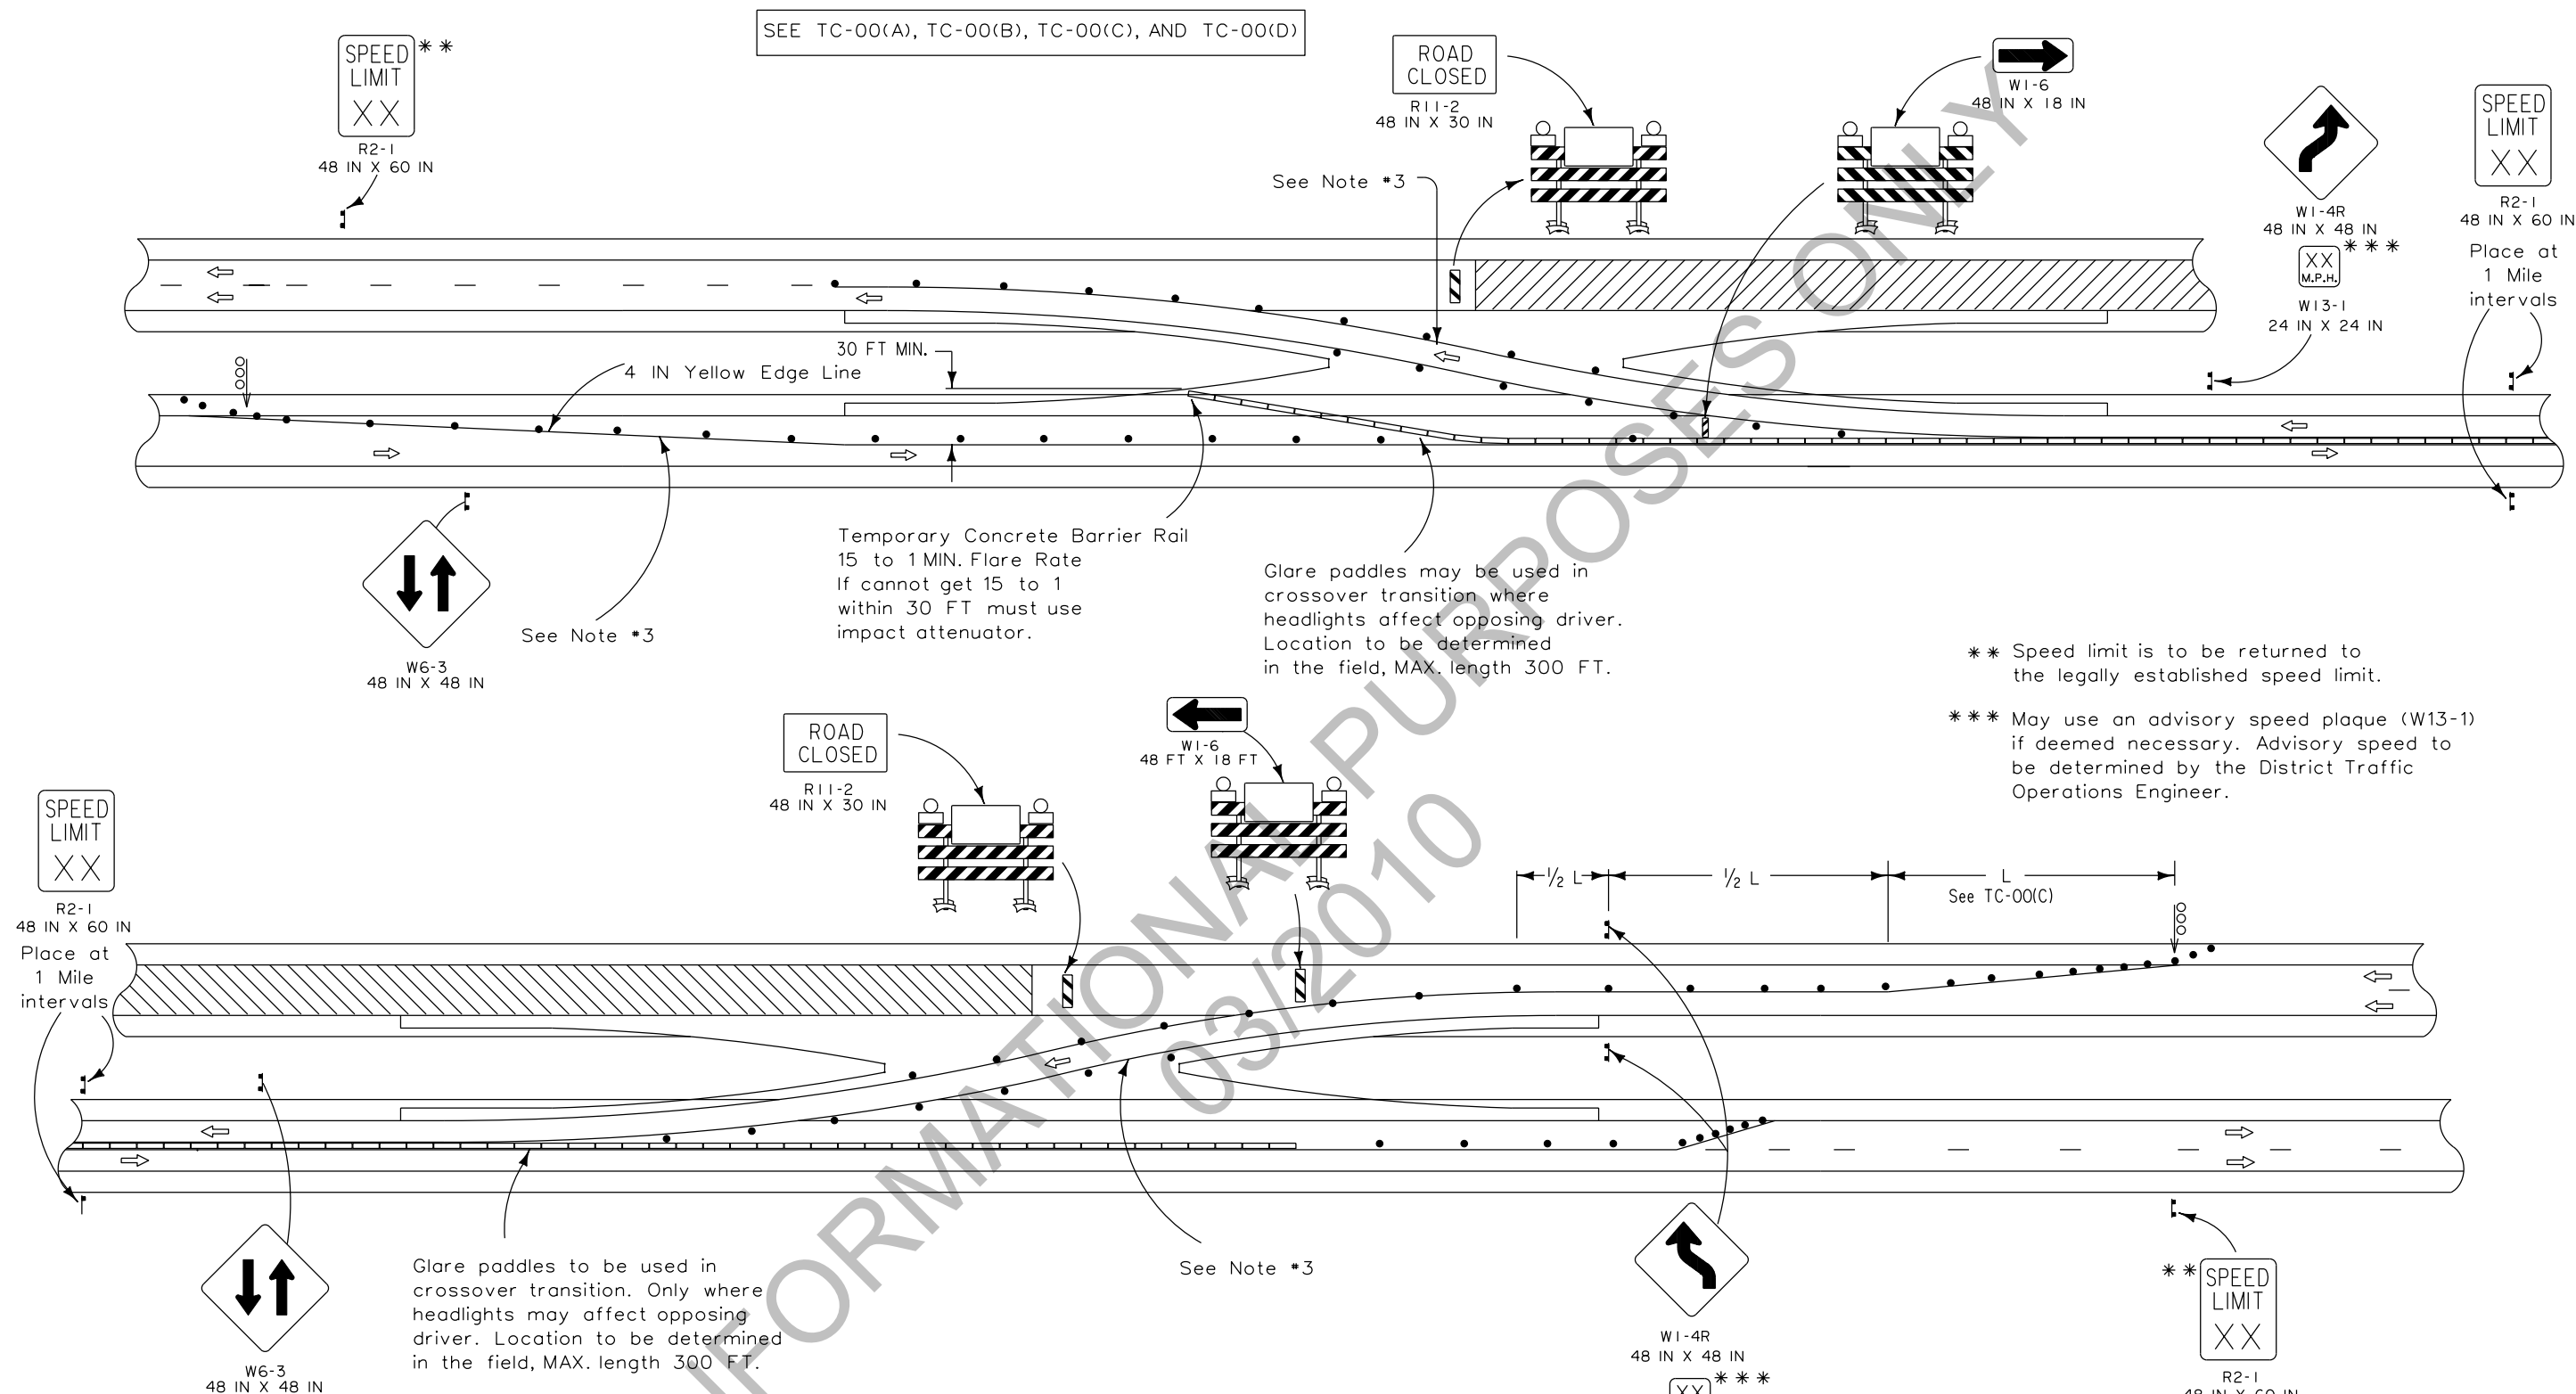 SEE TC-00(A), TC-00(B), TC-00(C), AND TC-00(D)
SPEED
LIMIT
XX
**
R2-1
48 IN X 60 IN
ROAD
CLOSED
R11-2
48 IN X 30 IN
W1-6
48 IN X 18 IN
See Note #3
W1-4R
48 IN X 48 IN
***
XX
M.P.H.
W13-1
24 IN X 24 IN
SPEED
LIMIT
XX
R2-1
48 IN X 60 IN
Place at
1 Mile
intervals
30 FT MIN.
4 IN Yellow Edge Line
W6-3
48 IN X 48 IN
See Note #3
Temporary Concrete Barrier Rail
15 to 1 MIN. Flare Rate
If cannot get 15 to 1
within 30 FT must use
impact attenuator.
Glare paddles may be used in
crossover transition where
headlights affect opposing driver.
Location to be determined
in the field, MAX. length 300 FT.
** Speed limit is to be returned to
the legally established speed limit.
*** May use an advisory speed plaque (W13-1)
if deemed necessary. Advisory speed to
be determined by the District Traffic
Operations Engineer.
SPEED
LIMIT
XX
R2-1
48 IN X 60 IN
Place at
1 Mile
intervals
ROAD
CLOSED
R11-2
48 IN X 30 IN
W1-6
48 FT X 18 FT
½ L
½ L
L
See TC-00(C)
W6-3
48 IN X 48 IN
Glare paddles to be used in
crossover transition. Only where
headlights may affect opposing
driver. Location to be determined
in the field, MAX. length 300 FT.
See Note #3
W1-4R
48 IN X 48 IN
XX
***
**
SPEED
LIMIT
XX
R2-1
48 IN X 60 IN
INFORMATIONAL PURPOSES ONLY
03/2010